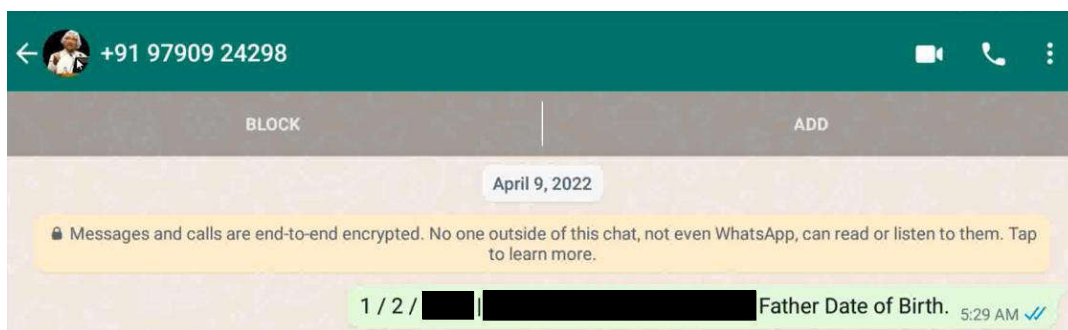 +91 97909 24298
BLOCK
ADD
April 9, 2022
Messages and calls are end-to-end encrypted. No one outside of this chat, not even WhatsApp, can read or listen to them. Tap
to learn more.
1 / 2 / | Father Date of Birth. 5:29 AM